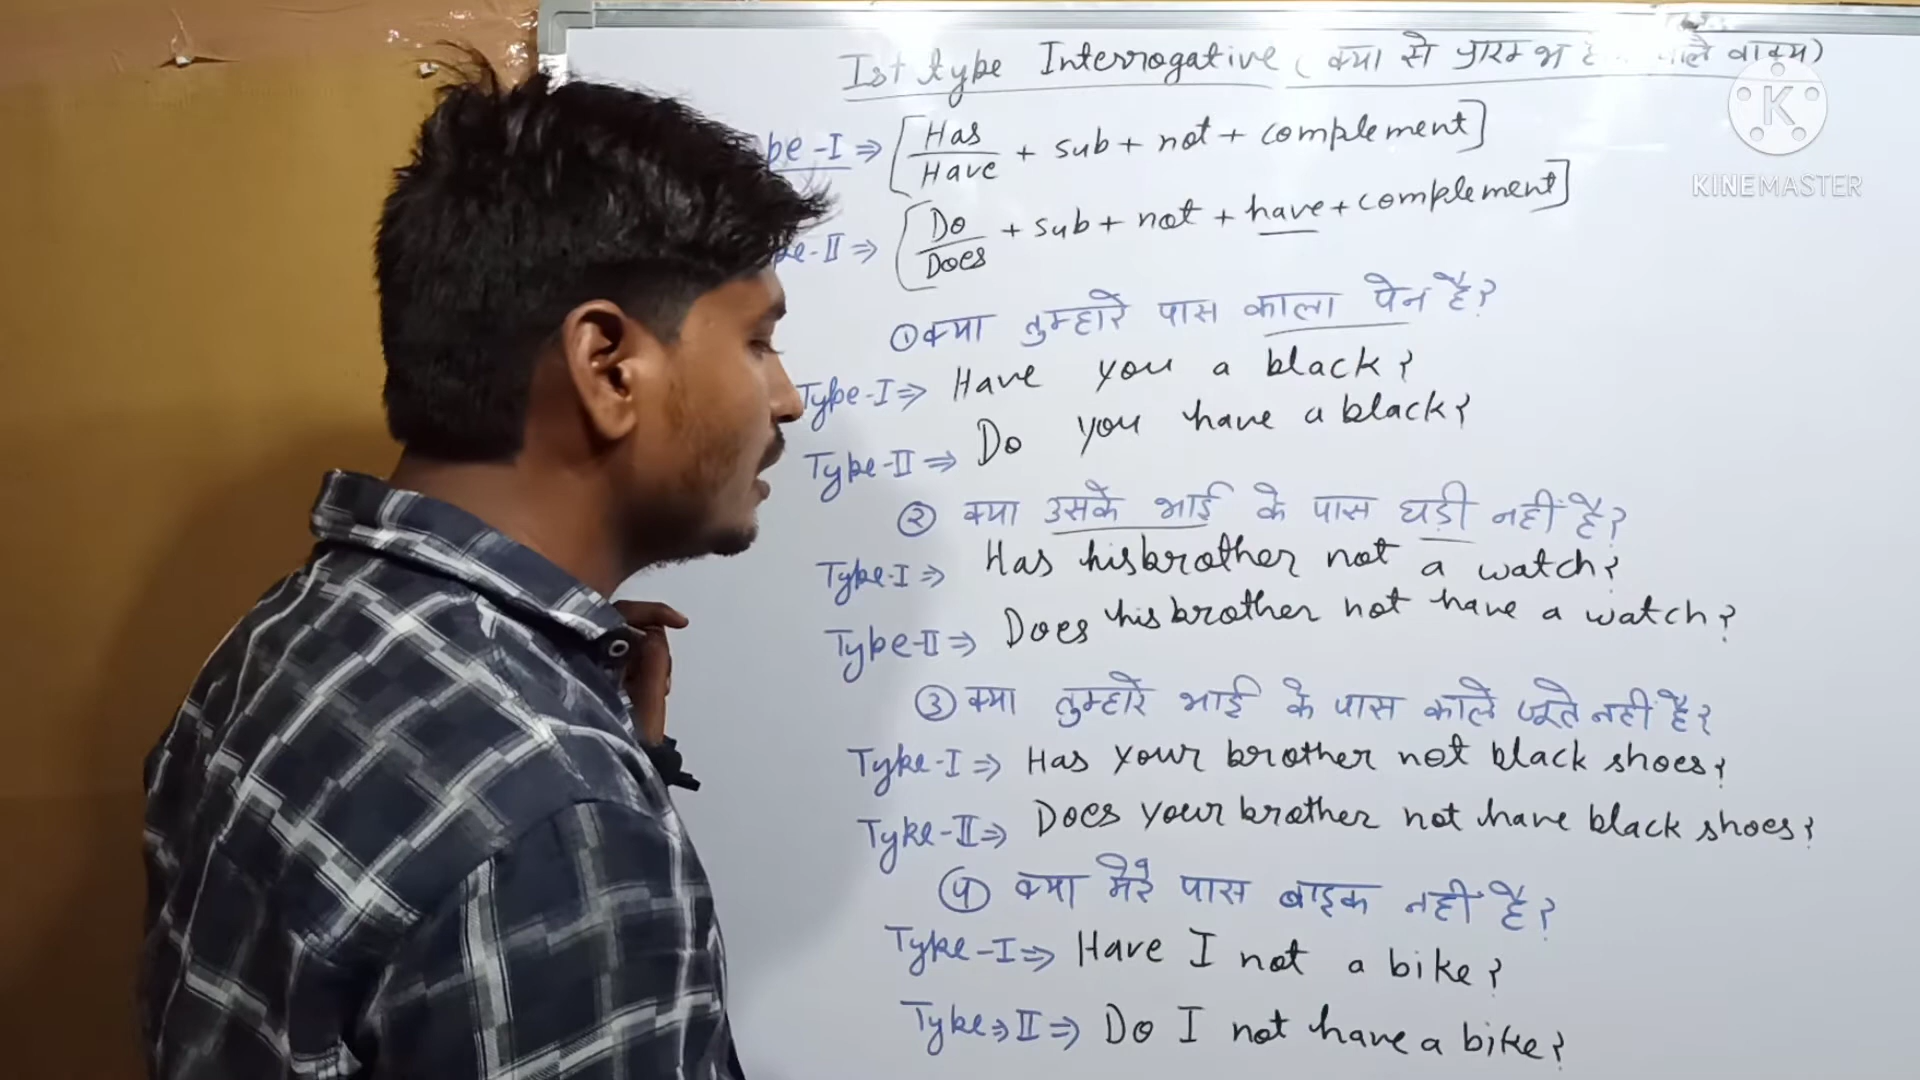 Ist type Interrogative (क्या से प्रारम्भ वाले वाक्य)
KINEMASTER
Type-I ⇒ [Has/Have + sub + not + complement]
Type-II ⇒ [Do/Does + sub + not + have + complement]
① क्या तुम्हारे पास काला पेन है?
Type-I ⇒ Have you a black?
Type-II ⇒ Do you have a black?
② क्या उसके भाई के पास घड़ी नहीं है?
Type-I ⇒ Has his brother not a watch?
Type-II ⇒ Does his brother not have a watch?
③ क्या तुम्हारे भाई के पास काले जूते नहीं है?
Type-I ⇒ Has your brother not black shoes?
Type-II ⇒ Does your brother not have black shoes?
④ क्या मेरे पास बाइक नहीं है?
Type-I ⇒ Have I not a bike?
Type⇒II ⇒ Do I not have a bike?